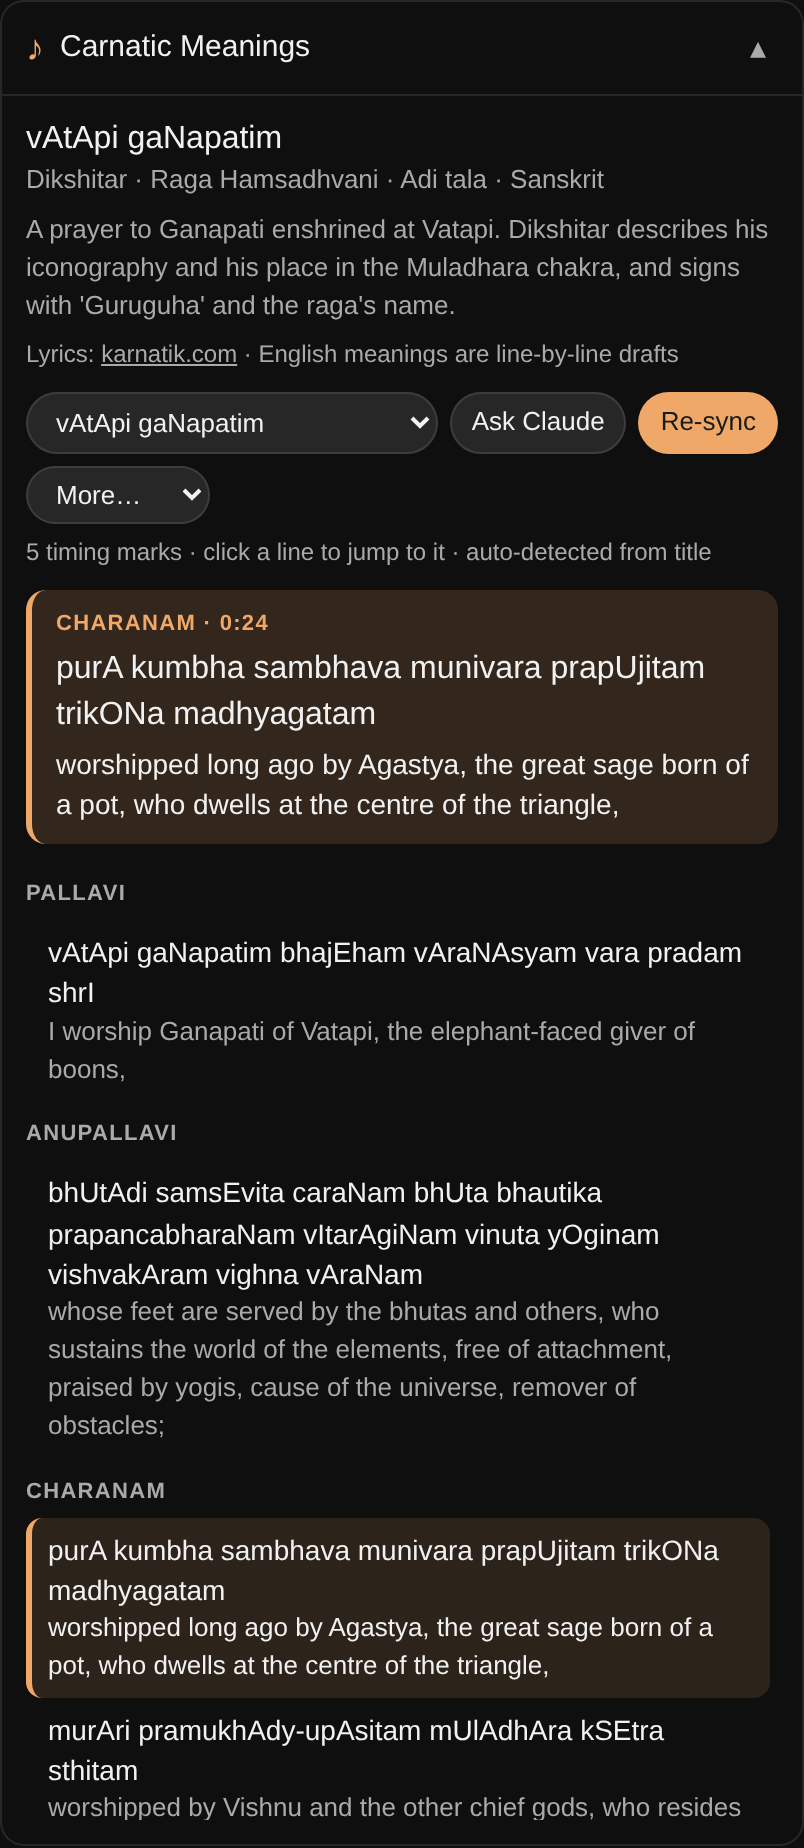 ♪ Carnatic Meanings ▲
vAtApi gaNapatim
Dikshitar · Raga Hamsadhvani · Adi tala · Sanskrit
A prayer to Ganapati enshrined at Vatapi. Dikshitar describes his
iconography and his place in the Muladhara chakra, and signs
with 'Guruguha' and the raga's name.
Lyrics: karnatik.com · English meanings are line-by-line drafts
vAtApi gaNapatim Ask Claude Re-sync
More…
5 timing marks · click a line to jump to it · auto-detected from title
CHARANAM · 0:24
purA kumbha sambhava munivara prapUjitam
trikONa madhyagatam
worshipped long ago by Agastya, the great sage born of
a pot, who dwells at the centre of the triangle,
PALLAVI
vAtApi gaNapatim bhajEham vAraNAsyam vara pradam
shrI
I worship Ganapati of Vatapi, the elephant-faced giver of
boons,
ANUPALLAVI
bhUtAdi samsEvita caraNam bhUta bhautika
prapancabharaNam vItarAgiNam vinuta yOginam
vishvakAram vighna vAraNam
whose feet are served by the bhutas and others, who
sustains the world of the elements, free of attachment,
praised by yogis, cause of the universe, remover of
obstacles;
CHARANAM
purA kumbha sambhava munivara prapUjitam trikONa
madhyagatam
worshipped long ago by Agastya, the great sage born of a
pot, who dwells at the centre of the triangle,
murAri pramukhAdy-upAsitam mUlAdhAra kSEtra
sthitam
worshipped by Vishnu and the other chief gods, who resides